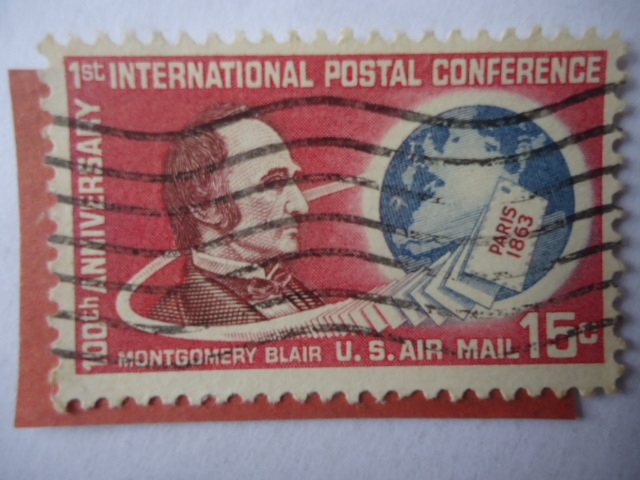 1st INTERNATIONAL POSTAL CONFERENCE
100th ANNIVERSARY
PARIS
1863
MONTGOMERY BLAIR U.S. AIR MAIL 15c